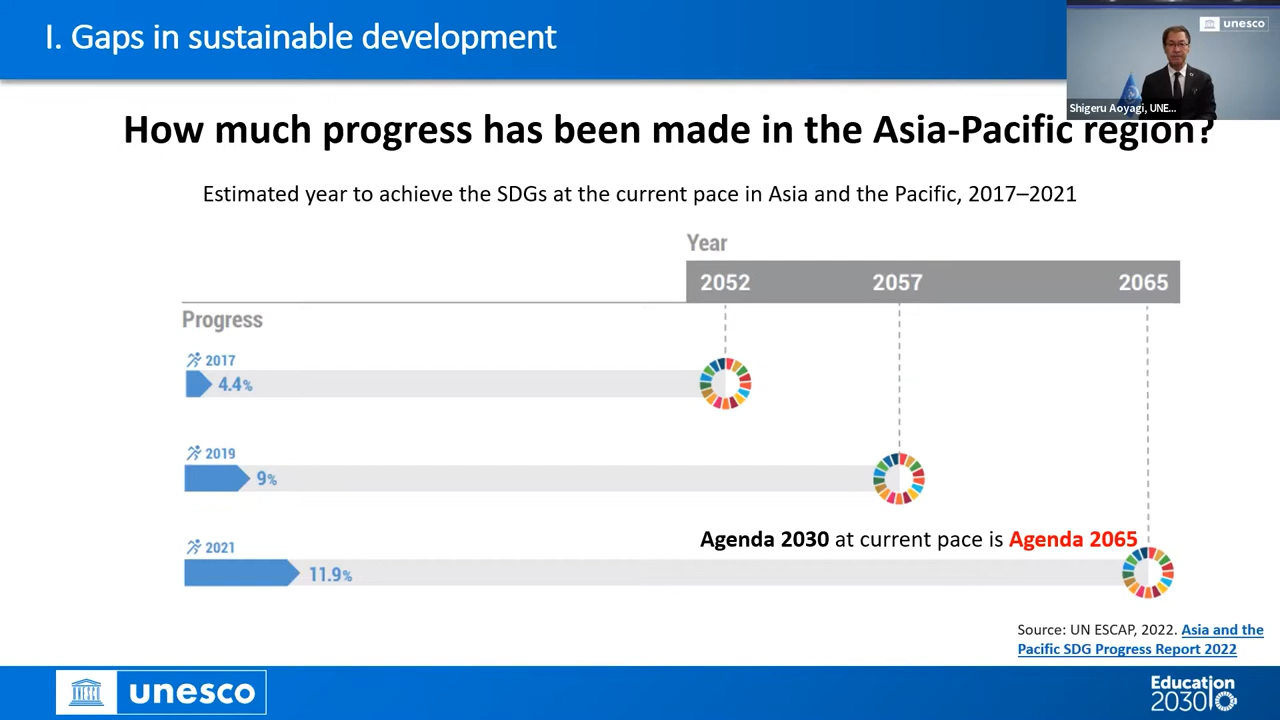 I. Gaps in sustainable development
unesco
Shigeru Aoyagi, UNE...
How much progress has been made in the Asia-Pacific region?
Estimated year to achieve the SDGs at the current pace in Asia and the Pacific, 2017–2021
Year
2052 2057 2065
Progress
2017
4.4%
2019
9%
Agenda 2030 at current pace is Agenda 2065
2021
11.9%
Source: UN ESCAP, 2022. Asia and the
Pacific SDG Progress Report 2022
unesco
Education
2030